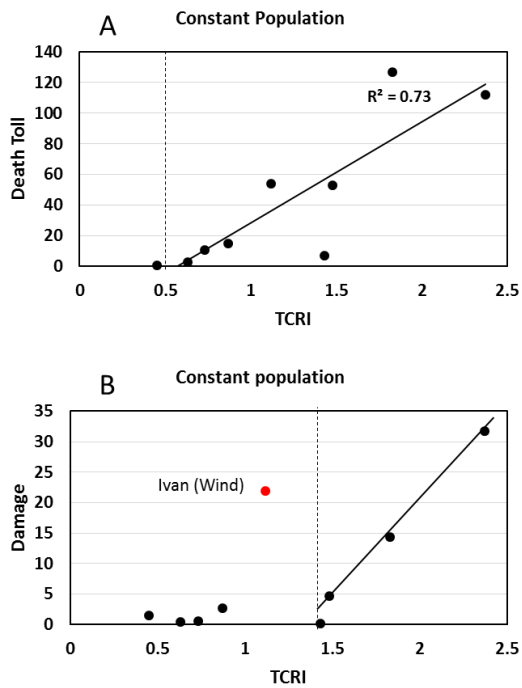 A
Constant Population
140
120
100
80
60
40
20
0
Death Toll
R² = 0.73
0 0.5 1 1.5 2 2.5
TCRI
B
Constant population
35
30
25
20
15
10
5
0
Damage
Ivan (Wind)
0 0.5 1 1.5 2 2.5
TCRI